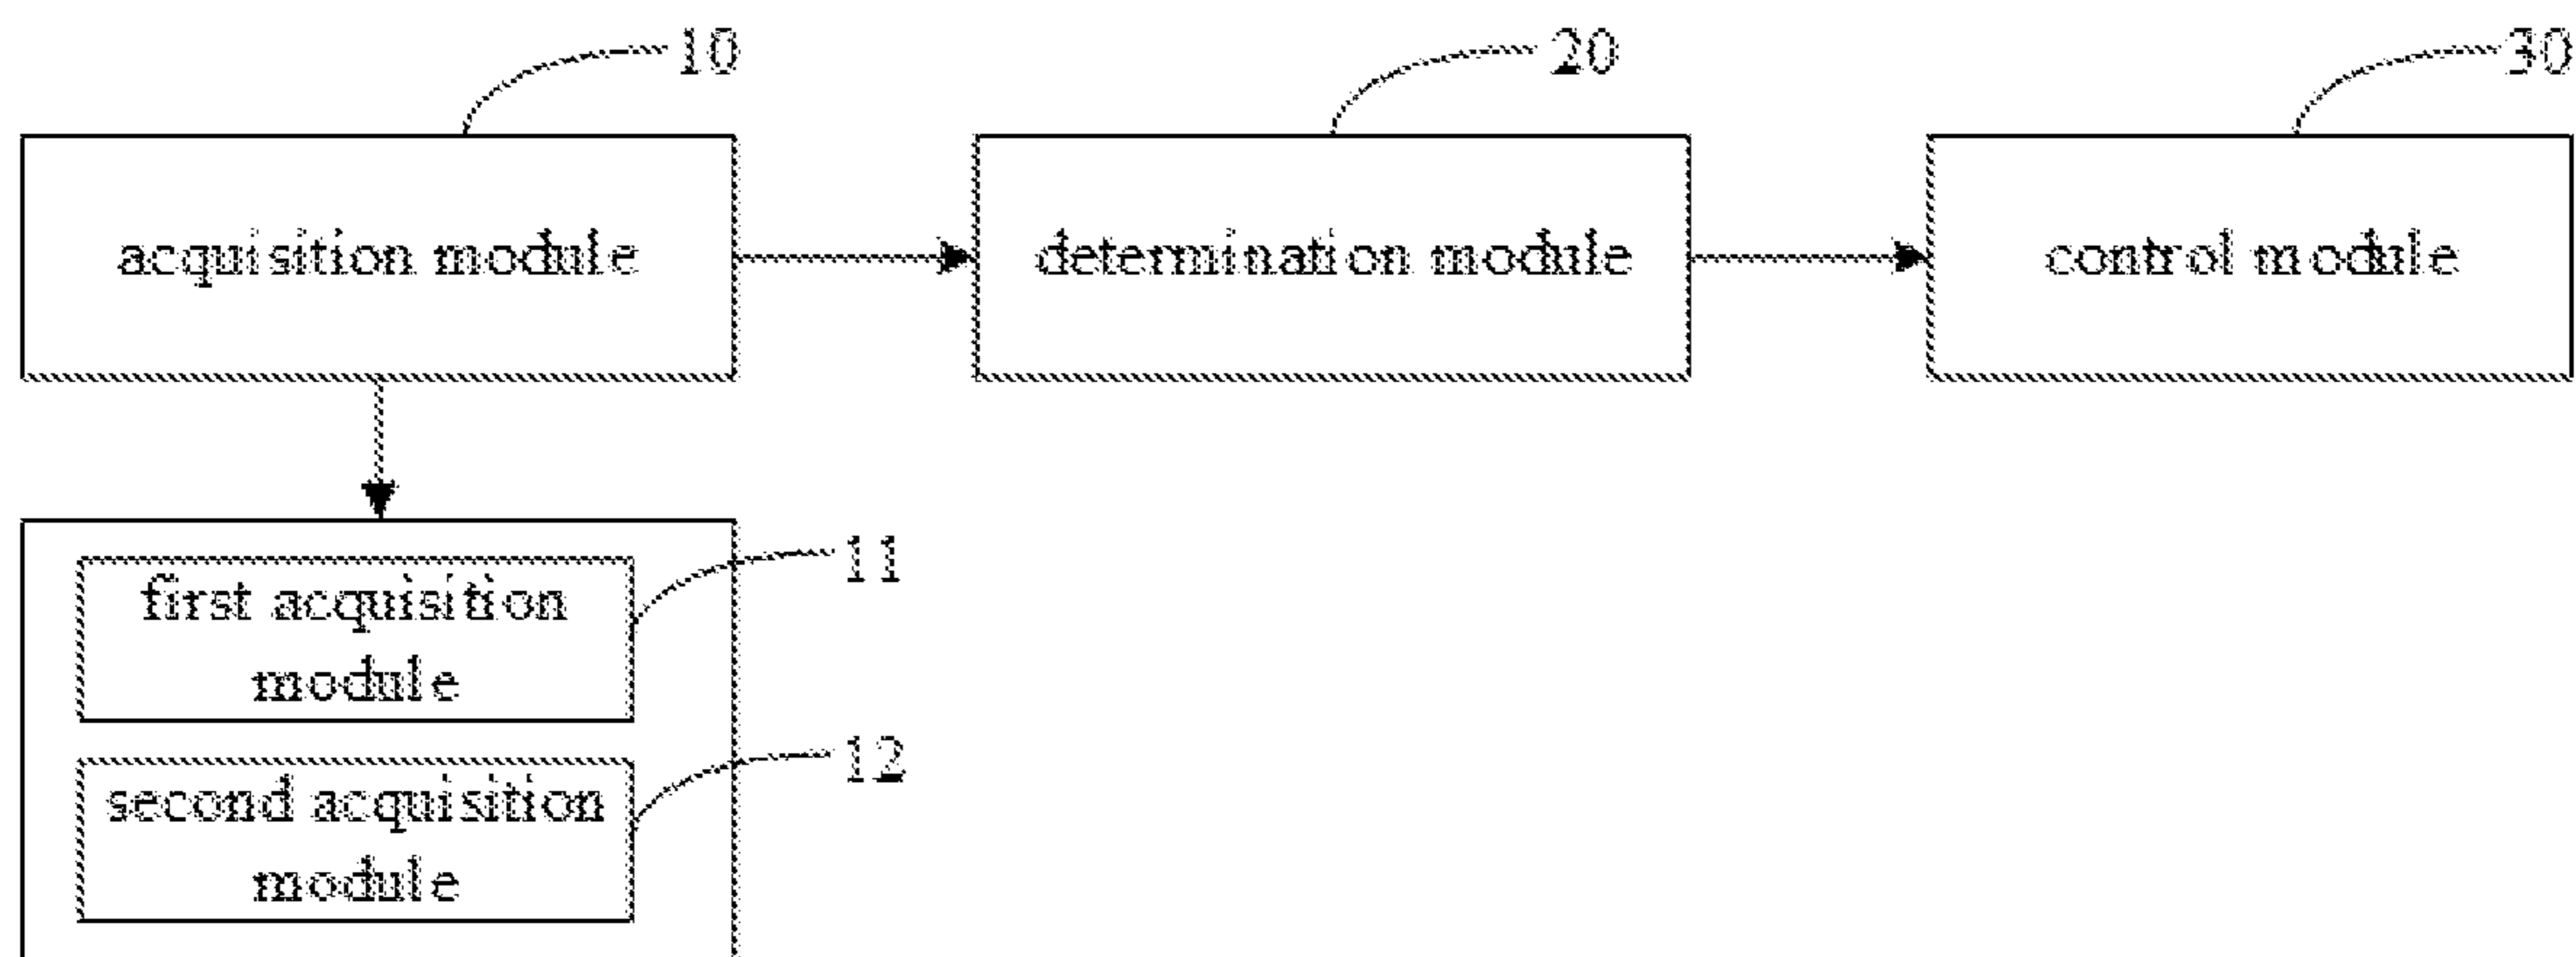 10
20
30
acquisition module
determination module
control module
first acquisition
module
11
second acquisition
module
12